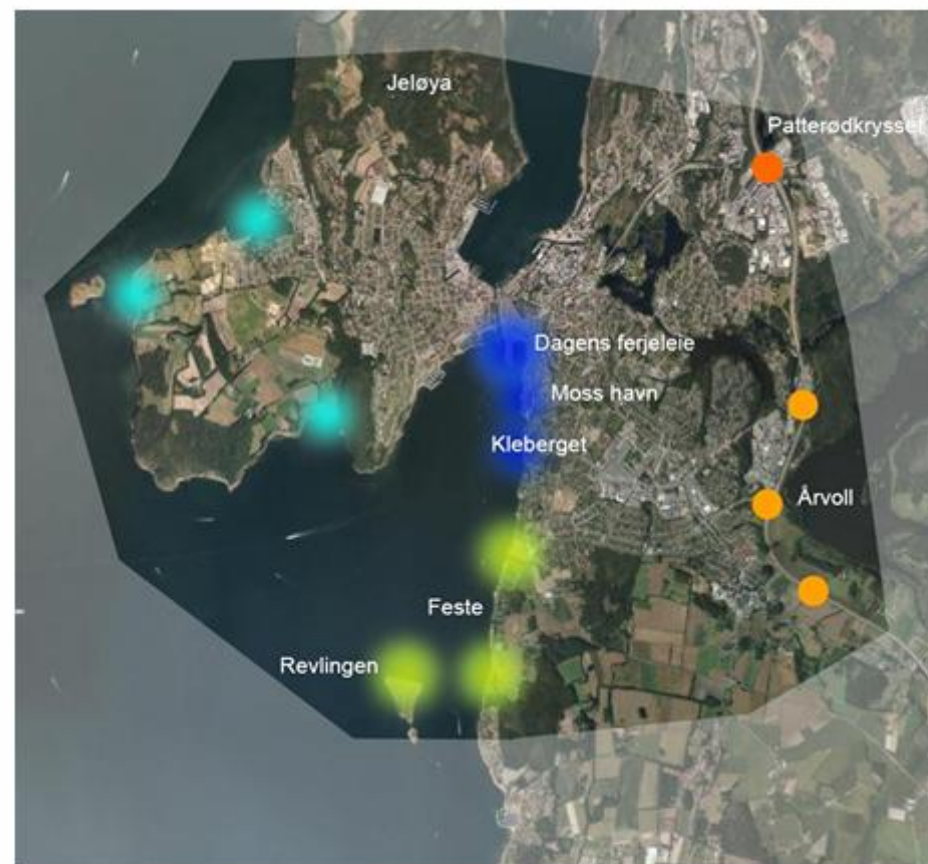 Jeløya
Patterødkrysset
Dagens ferjeleie
Moss havn
Kleberget
Årvoll
Feste
Revlingen